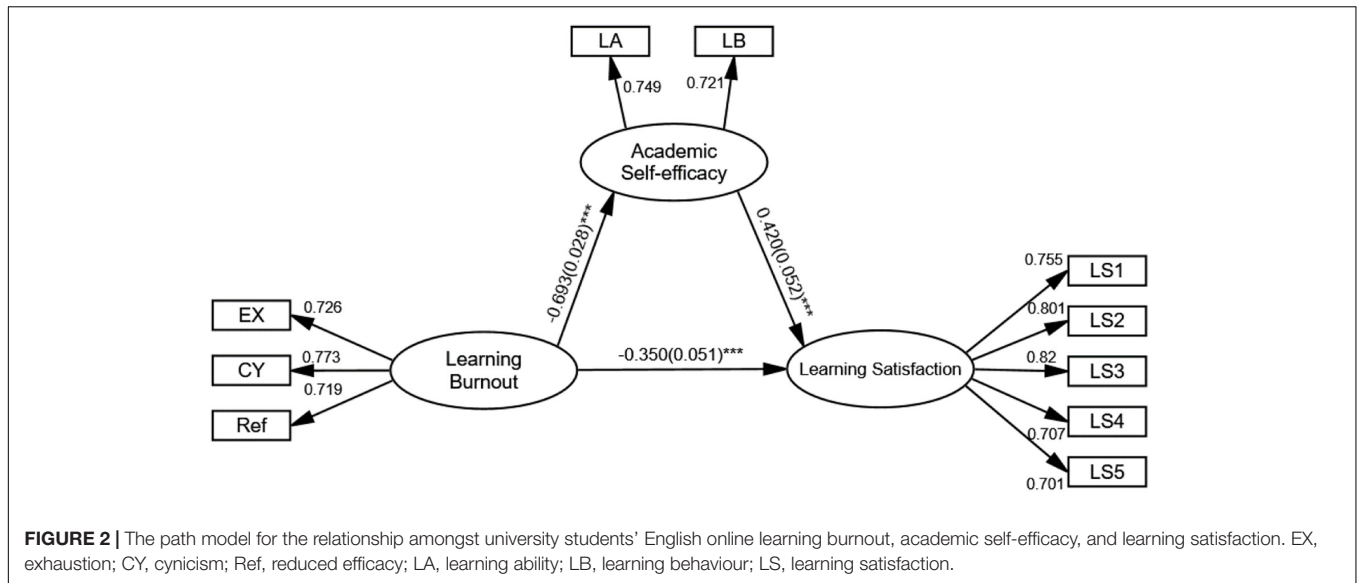 LA
LB
0.749
0.721
Academic
Self-efficacy
-0.693(0.028)***
0.420(0.052)***
EX
CY
Ref
0.726
0.773
0.719
Learning
Burnout
-0.350(0.051)***
Learning Satisfaction
0.755
0.801
0.82
0.707
0.701
LS1
LS2
LS3
LS4
LS5
FIGURE 2 | The path model for the relationship amongst university students' English online learning burnout, academic self-efficacy, and learning satisfaction. EX,
exhaustion; CY, cynicism; Ref, reduced efficacy; LA, learning ability; LB, learning behaviour; LS, learning satisfaction.